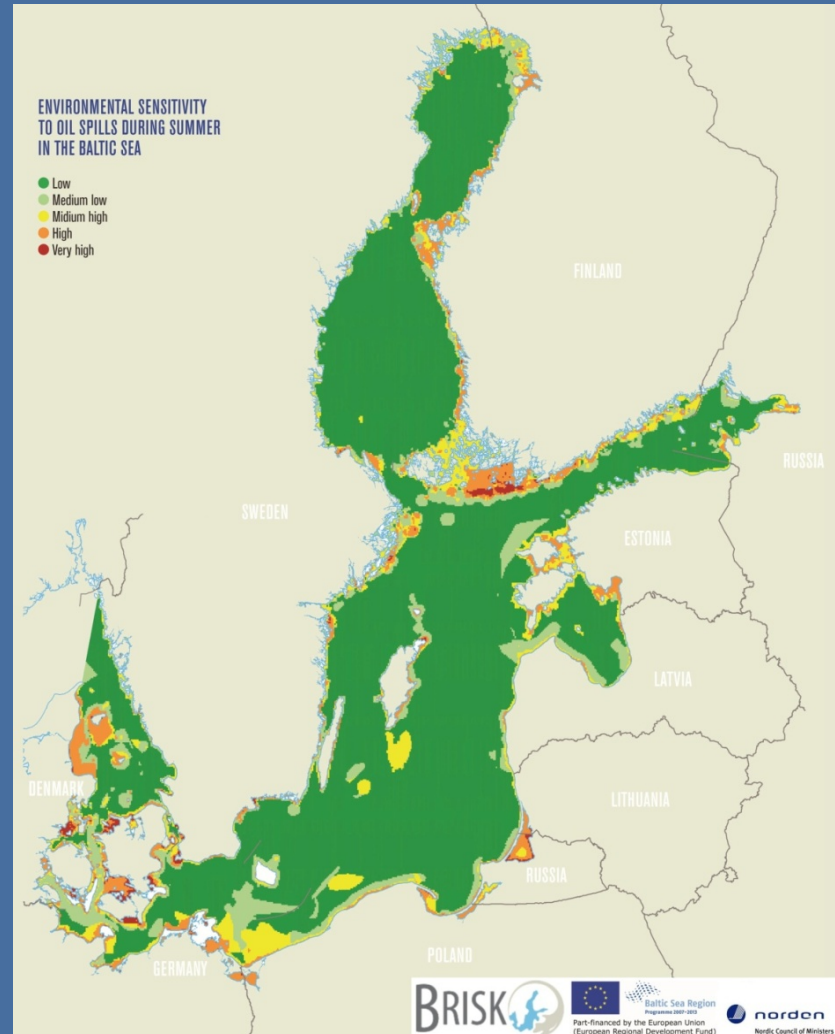 ENVIRONMENTAL SENSITIVITY
TO OIL SPILLS DURING SUMMER
IN THE BALTIC SEA
Low
Medium low
Midium high
High
Very high
FINLAND
RUSSIA
SWEDEN
ESTONIA
LATVIA
DENMARK
LITHUANIA
RUSSIA
POLAND
GERMANY
BRISK
Baltic Sea Region
Programme 2007-2013
Part-financed by the European Union
(European Regional Development Fund)
norden
Nordic Council of Ministers